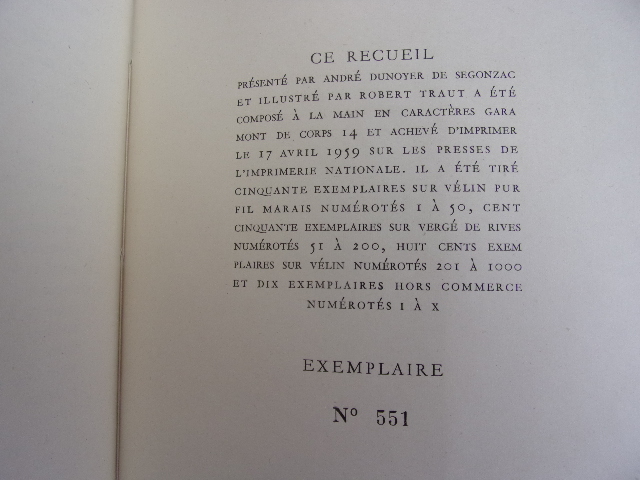 CE RECUEIL
PRÉSENTÉ PAR ANDRÉ DUNOYER DE SEGONZAC
ET ILLUSTRÉ PAR ROBERT TRAUT A ÉTÉ
COMPOSÉ À LA MAIN EN CARACTÈRES GARA
MONT DE CORPS 14 ET ACHEVÉ D'IMPRIMER
LE 17 AVRIL 1959 SUR LES PRESSES DE
L'IMPRIMERIE NATIONALE. IL A ÉTÉ TIRÉ
CINQUANTE EXEMPLAIRES SUR VÉLIN PUR
FIL MARAIS NUMÉROTÉS 1 À 50, CENT
CINQUANTE EXEMPLAIRES SUR VERGÉ DE RIVES
NUMÉROTÉS 51 À 200, HUIT CENTS EXEM
PLAIRES SUR VÉLIN NUMÉROTÉS 201 À 1000
ET DIX EXEMPLAIRES HORS COMMERCE
NUMÉROTÉS I À X
EXEMPLAIRE
Nº 551